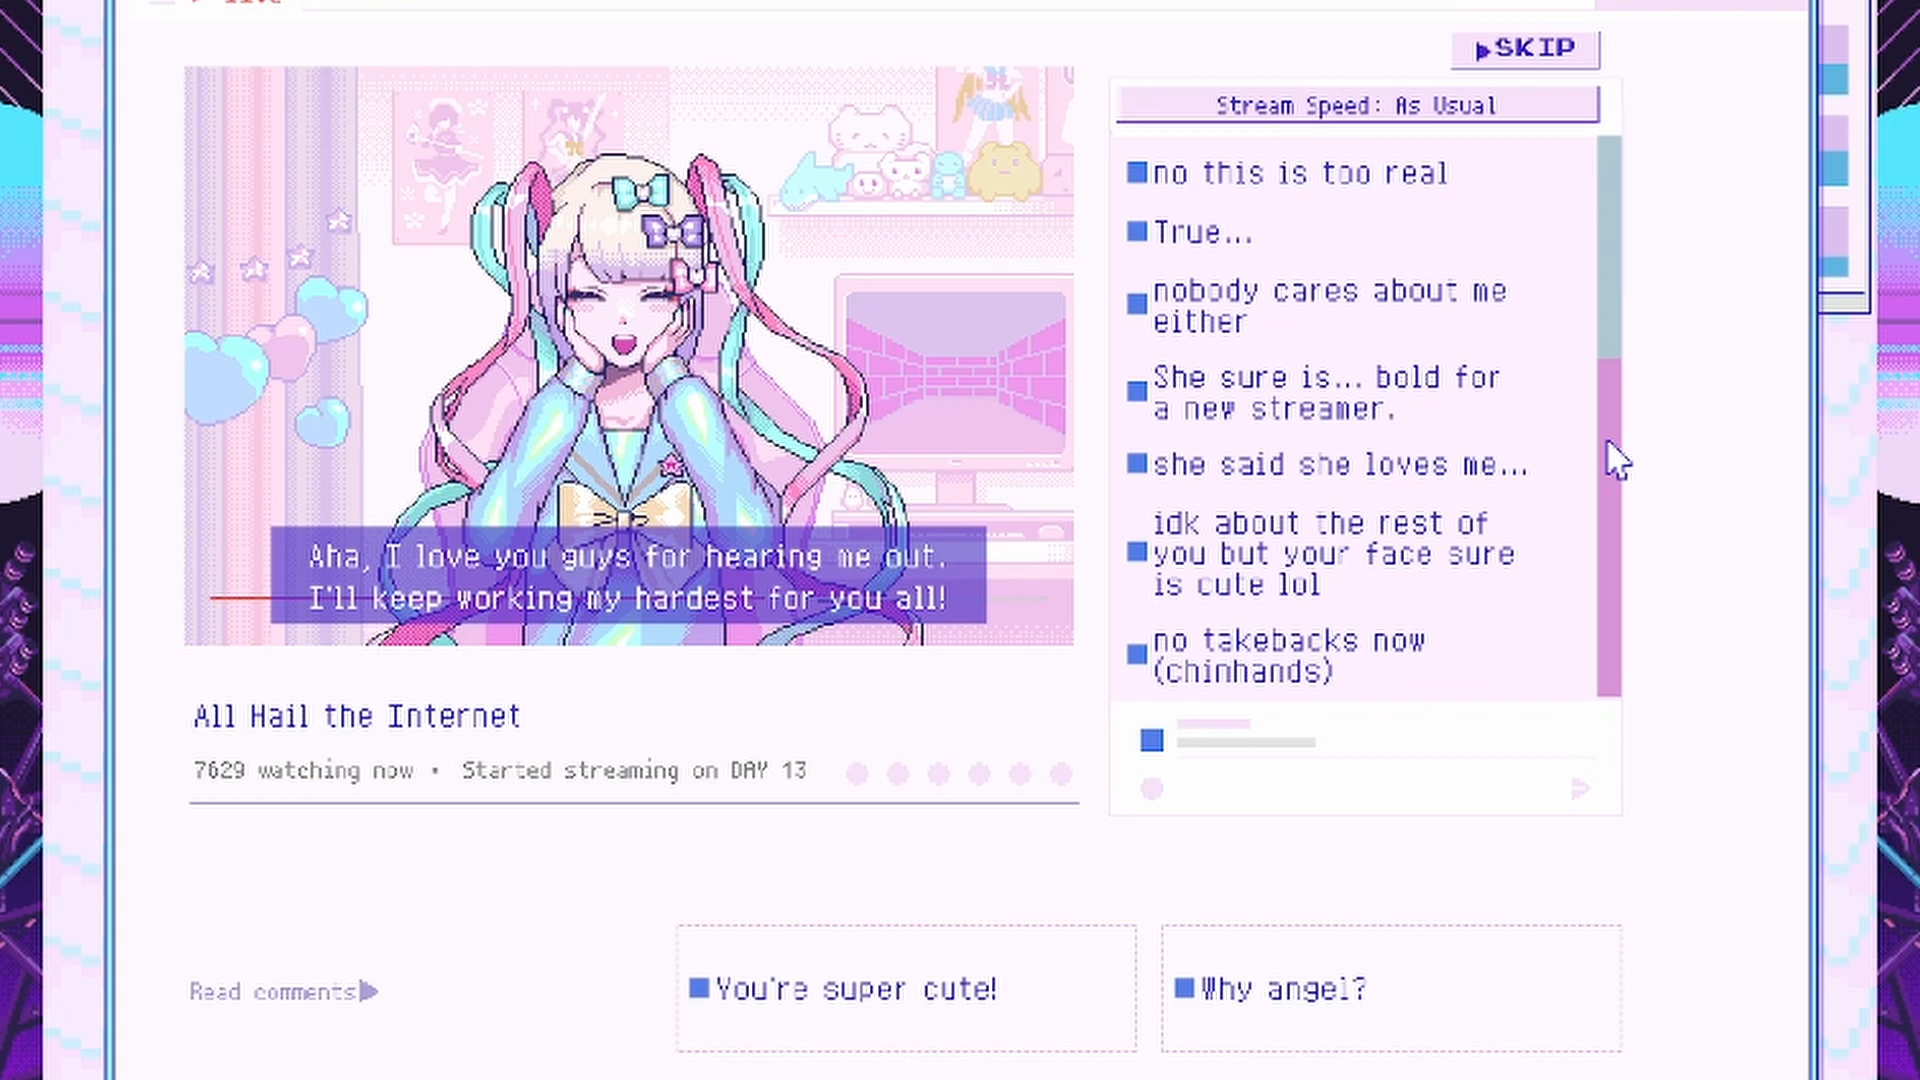 SKIP
Stream Speed: As Usual
no this is too real
True...
nobody cares about me
either
She sure is... bold for
a new streamer.
she said she loves me...
idk about the rest of
you but your face sure
is cute lol
no takebacks now
(chinhands)
Aha, I love you guys for hearing me out.
I'll keep working my hardest for you all!
All Hail the Internet
7629 watching now • Started streaming on DAY 13
Read comments
You're super cute!
Why angel?